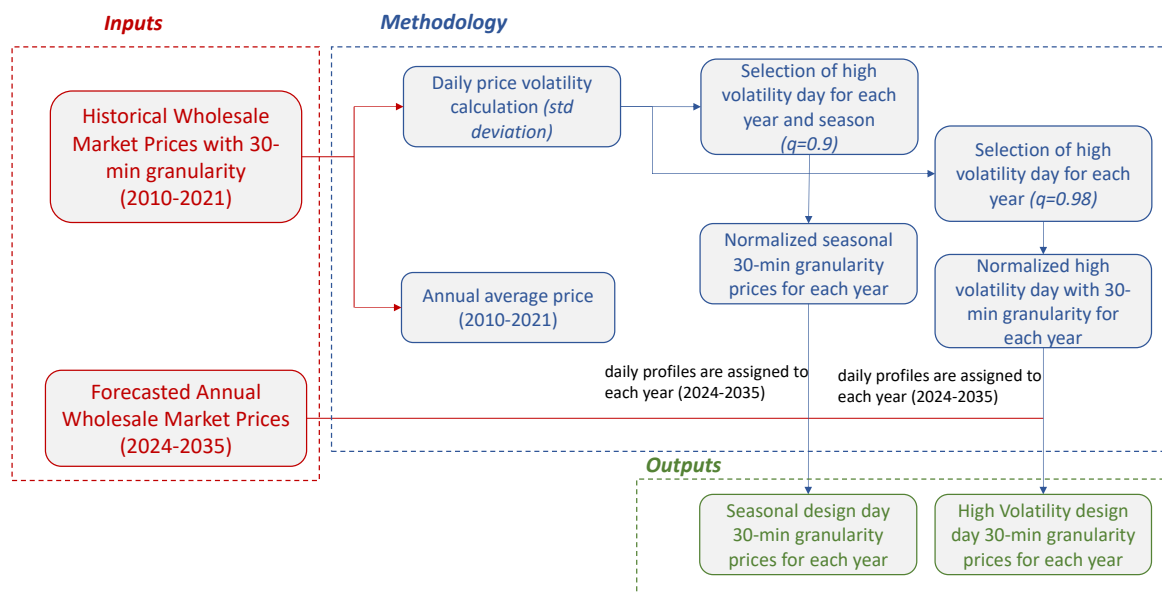 Inputs
Methodology
Historical Wholesale
Market Prices with 30-
min granularity
(2010-2021)
Forecasted Annual
Wholesale Market Prices
(2024-2035)
Daily price volatility
calculation (std
deviation)
Annual average price
(2010-2021)
Selection of high
volatility day for each
year and season
(q=0.9)
Selection of high
volatility day for each
year (q=0.98)
Normalized seasonal
30-min granularity
prices for each year
Normalized high
volatility day with 30-
min granularity for
each year
daily profiles are assigned to
each year (2024-2035)
daily profiles are assigned to
each year (2024-2035)
Outputs
Seasonal design day
30-min granularity
prices for each year
High Volatility design
day 30-min granularity
prices for each year